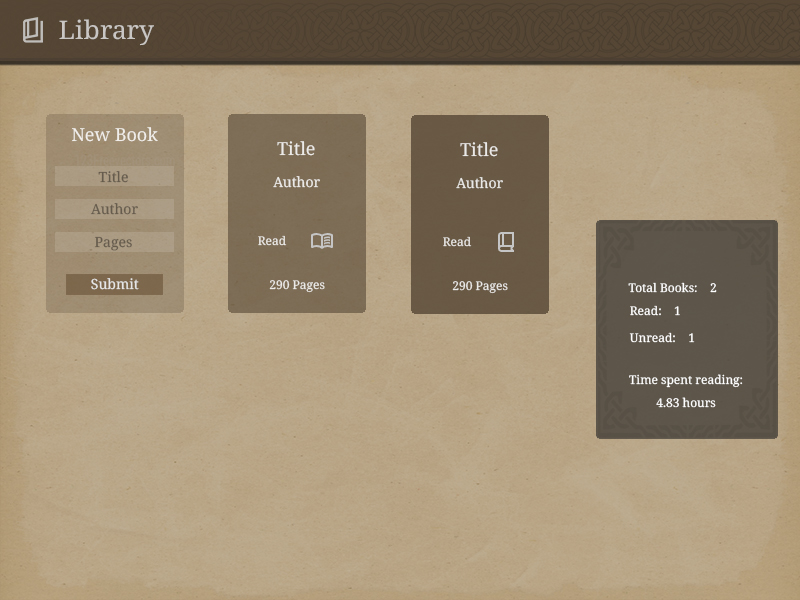 Library
New Book
Title
Author
Pages
Submit
Title
Author
Read
290 Pages
Title
Author
Read
290 Pages
Total Books: 2
Read: 1
Unread: 1
Time spent reading:
4.83 hours